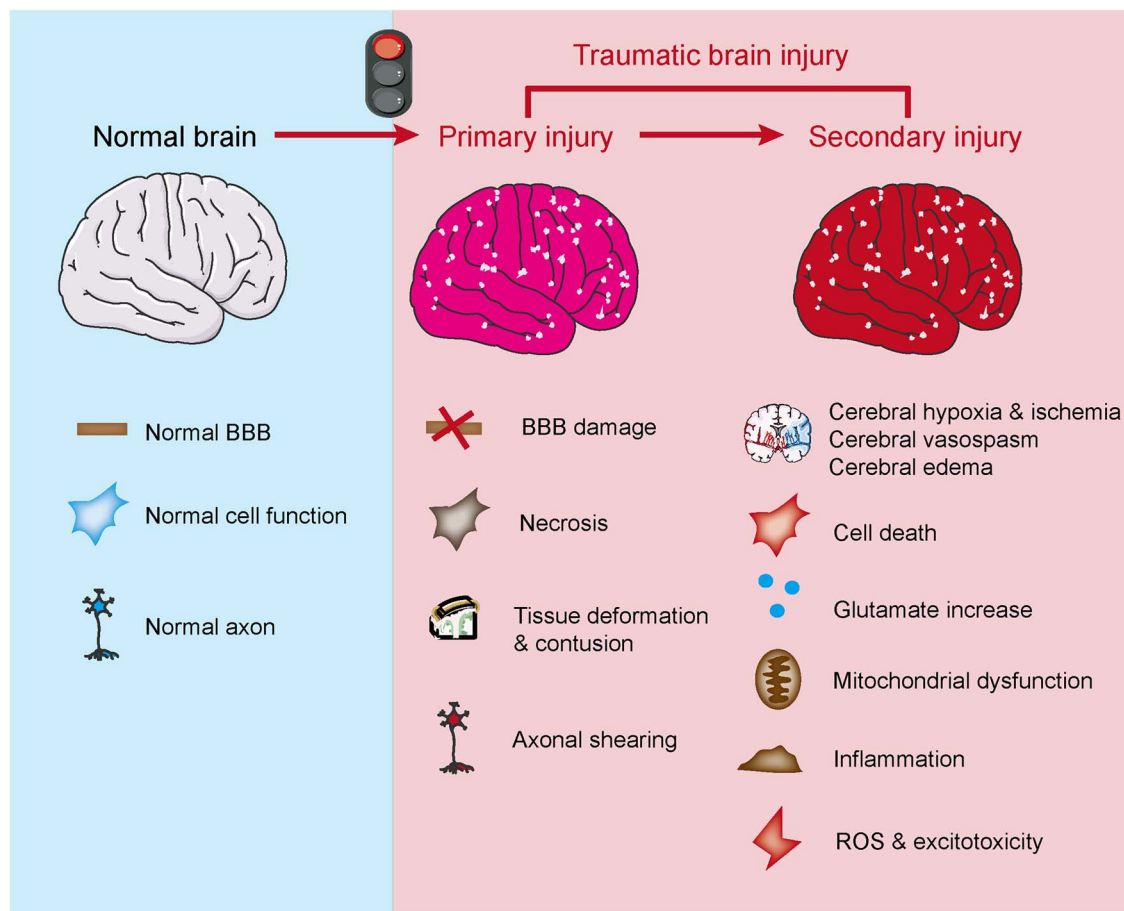 Traumatic brain injury
Normal brain
Primary injury
Secondary injury
Normal BBB
Normal cell function
Normal axon
BBB damage
Necrosis
Tissue deformation
& contusion
Axonal shearing
Cerebral hypoxia & ischemia
Cerebral vasospasm
Cerebral edema
Cell death
Glutamate increase
Mitochondrial dysfunction
Inflammation
ROS & excitotoxicity